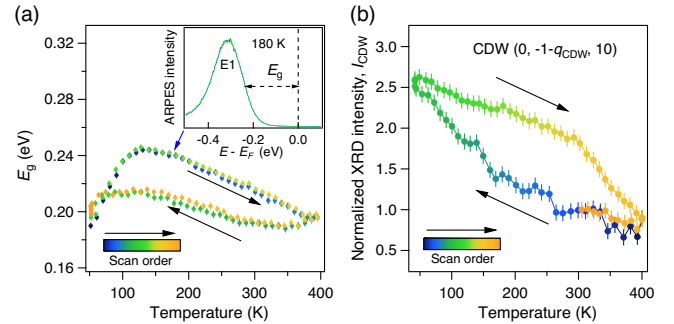 (a)
0.32
0.28
0.24
0.20
0.16
E_g (eV)
ARPES intensity
180 K
E1
E_g
-0.5
0.0
E - E_F (eV)
Scan order
100
200
300
400
Temperature (K)
(b)
CDW (0, -1-q_CDW, 10)
3.0
2.5
2.0
1.5
1.0
0.5
Normalized XRD intensity, I_CDW
Scan order
100
200
300
400
Temperature (K)